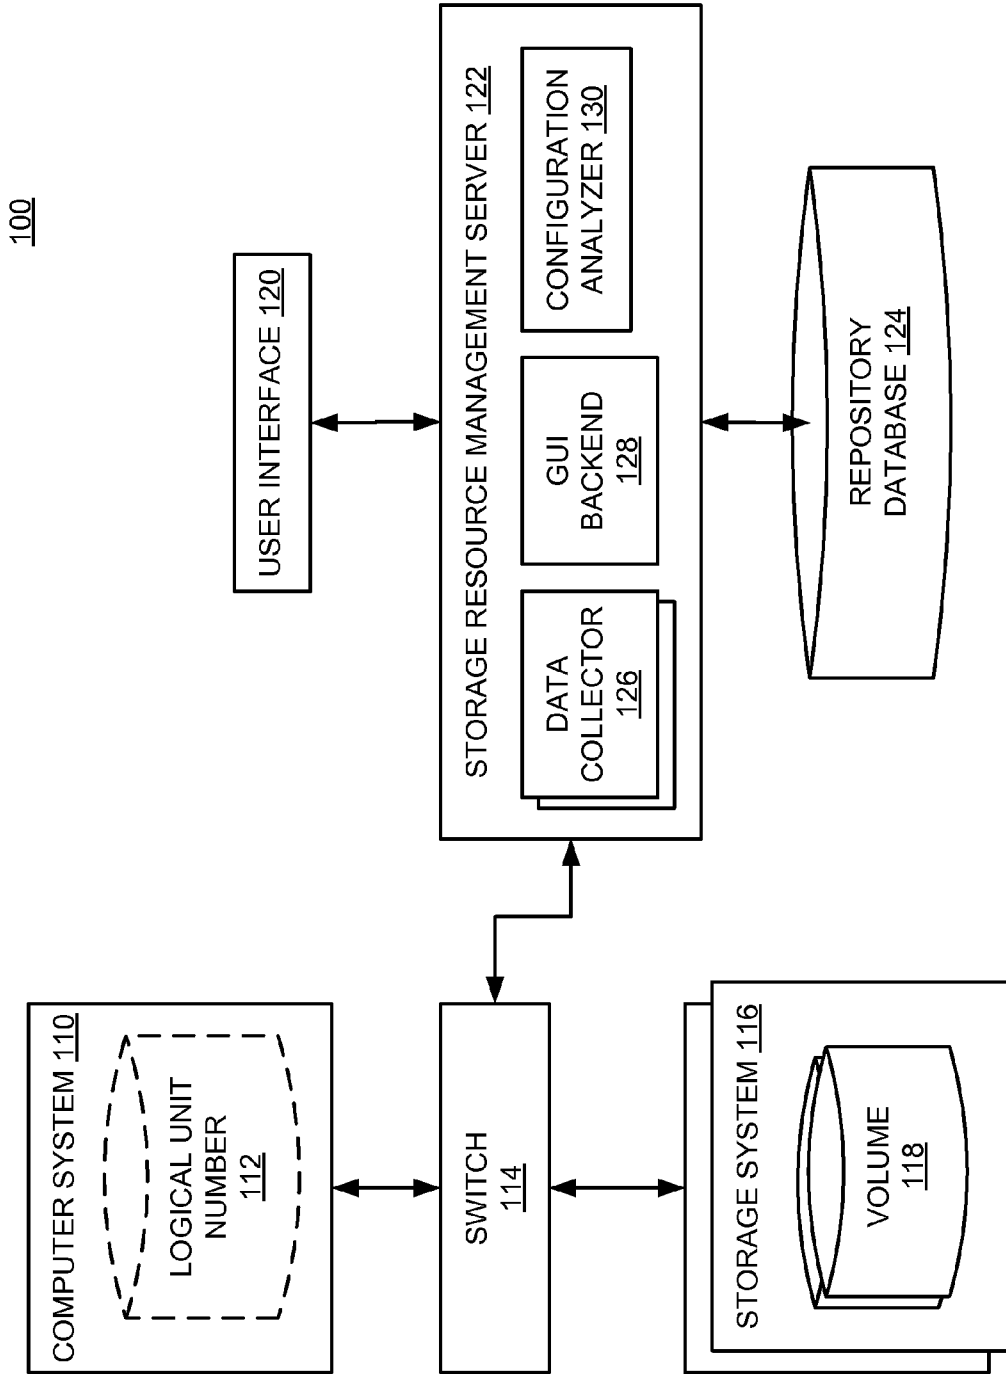 100
COMPUTER SYSTEM 110
LOGICAL UNIT
NUMBER
112
SWITCH
114
STORAGE SYSTEM 116
VOLUME
118
USER INTERFACE 120
STORAGE RESOURCE MANAGEMENT SERVER 122
DATA
COLLECTOR
126
GUI
BACKEND
128
CONFIGURATION
ANALYZER 130
REPOSITORY
DATABASE 124